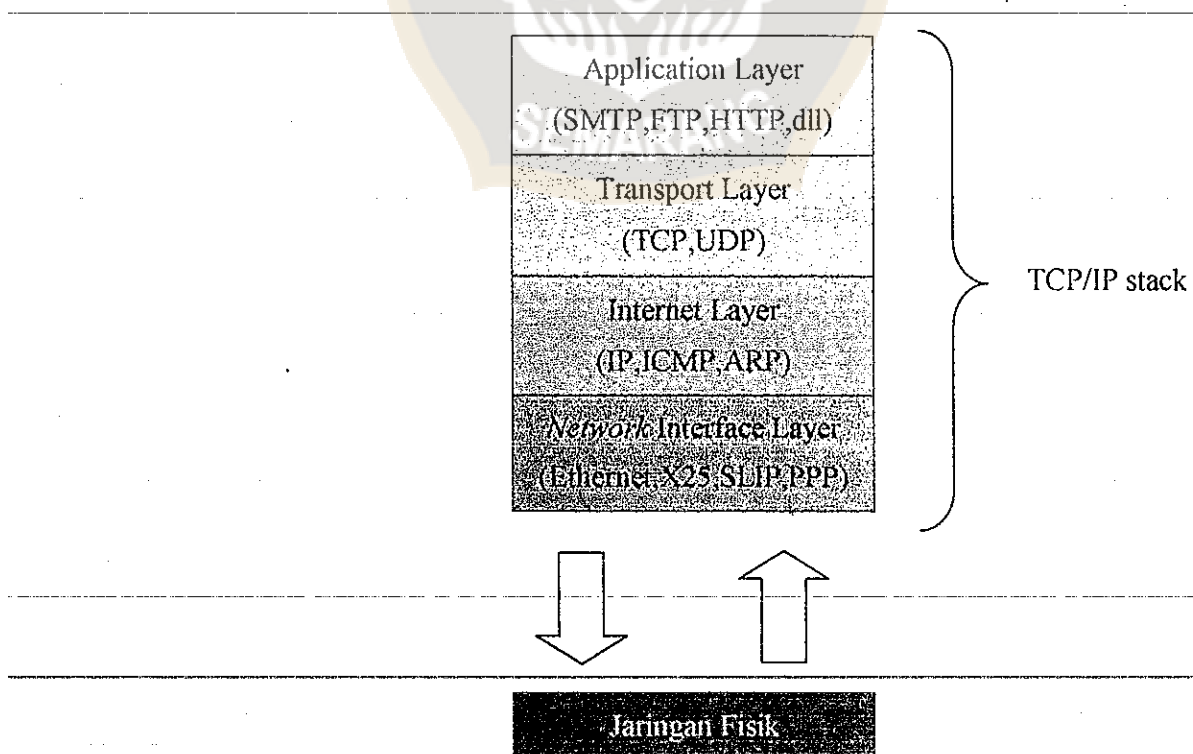 Application Layer
(SMTP,FTP,HTTP,dll)
SEMARANG
Transport Layer
(TCP,UDP)
TCP/IP stack
Internet Layer
(IP,ICMP,ARP)
Network Interface Layer
(Ethernet,X25,SLIP,PPP)
Jaringan Fisik